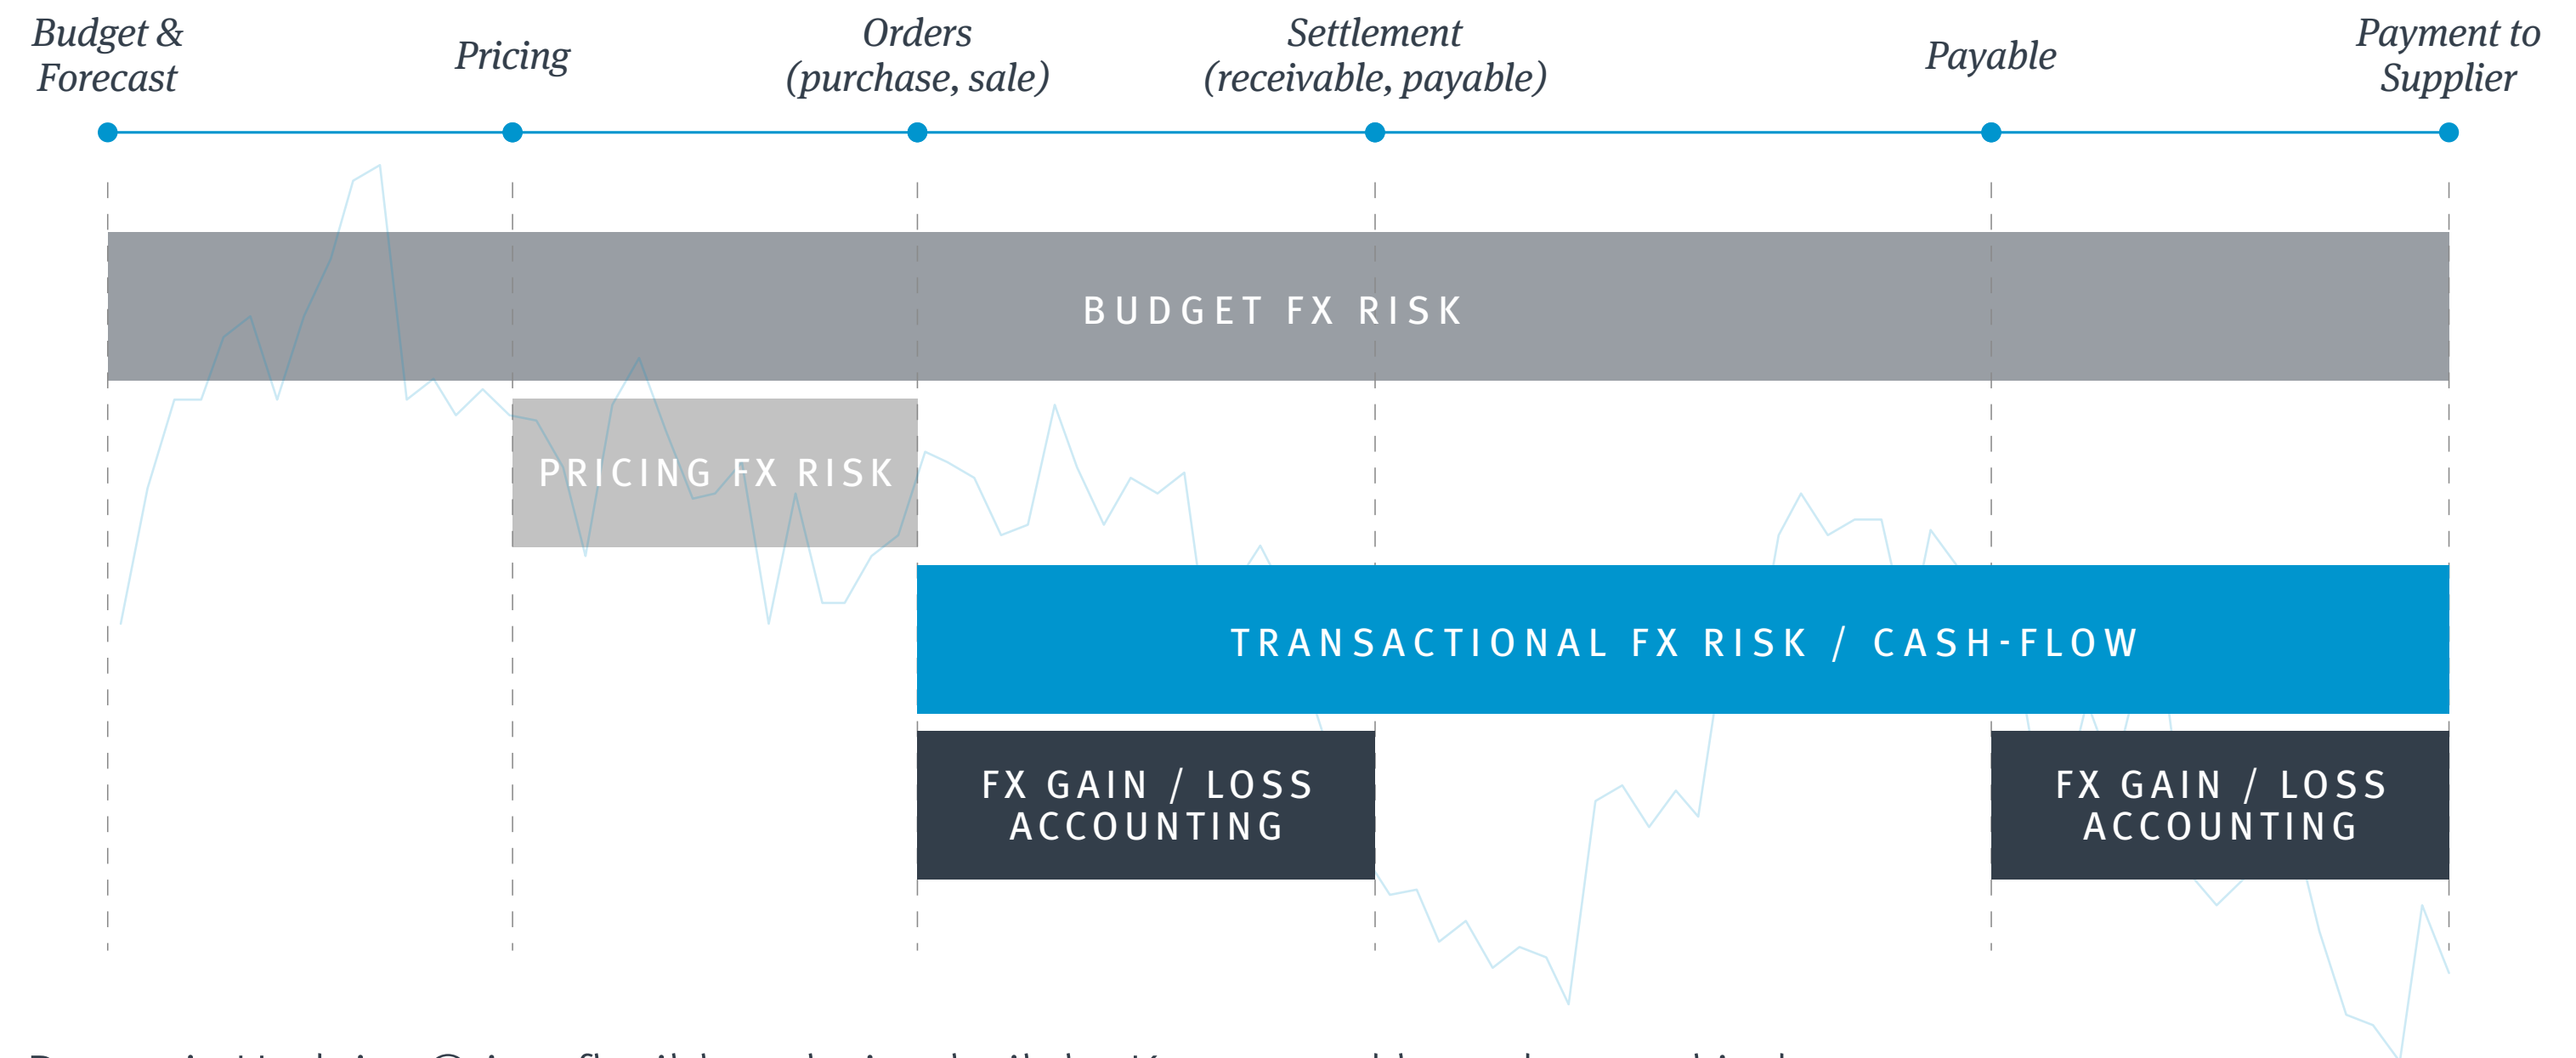 Budget &
Forecast
Pricing
Orders
(purchase, sale)
Settlement
(receivable, payable)
Payable
Payment to
Supplier
BUDGET FX RISK
PRICING FX RISK
TRANSACTIONAL FX RISK / CASH-FLOW
FX GAIN / LOSS
ACCOUNTING
FX GAIN / LOSS
ACCOUNTING